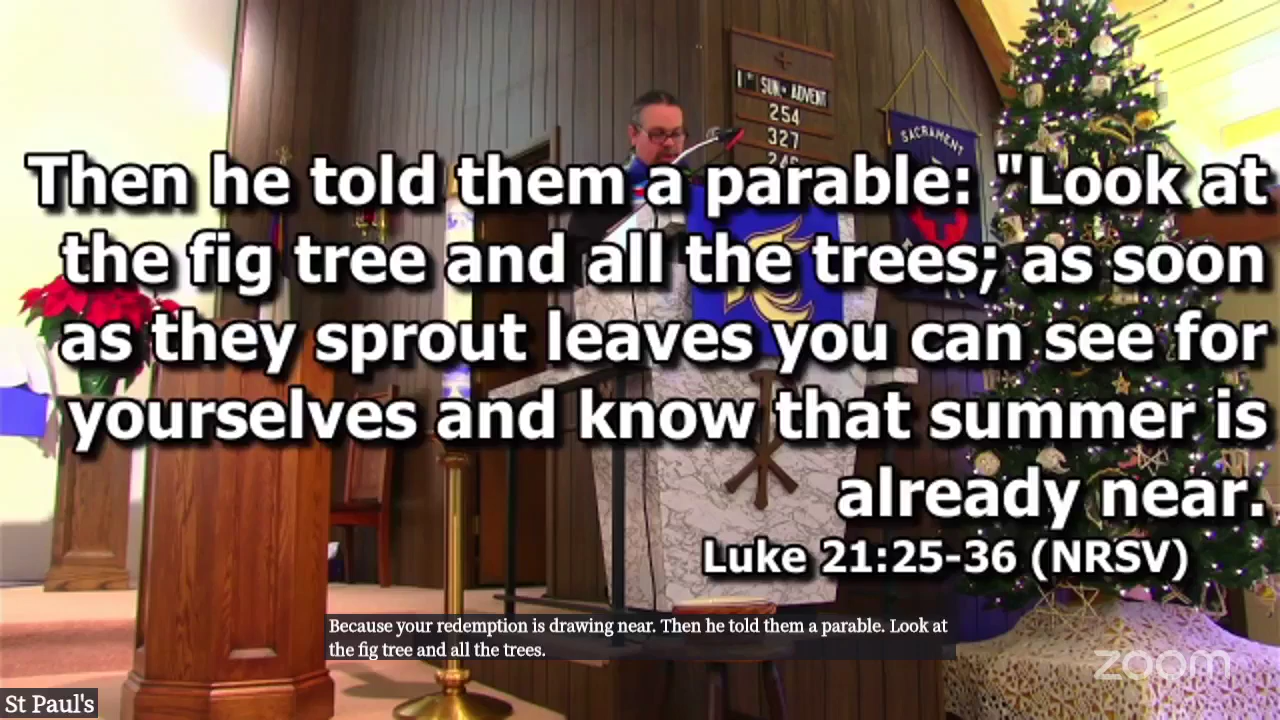 1st SUN. ADVENT
254
327
SACRAMENT
Then he told them a parable: "Look at
the fig tree and all the trees; as soon
as they sprout leaves you can see for
yourselves and know that summer is
already near.
Luke 21:25-36 (NRSV)
Because your redemption is drawing near. Then he told them a parable. Look at
the fig tree and all the trees.
zoom
St Paul's